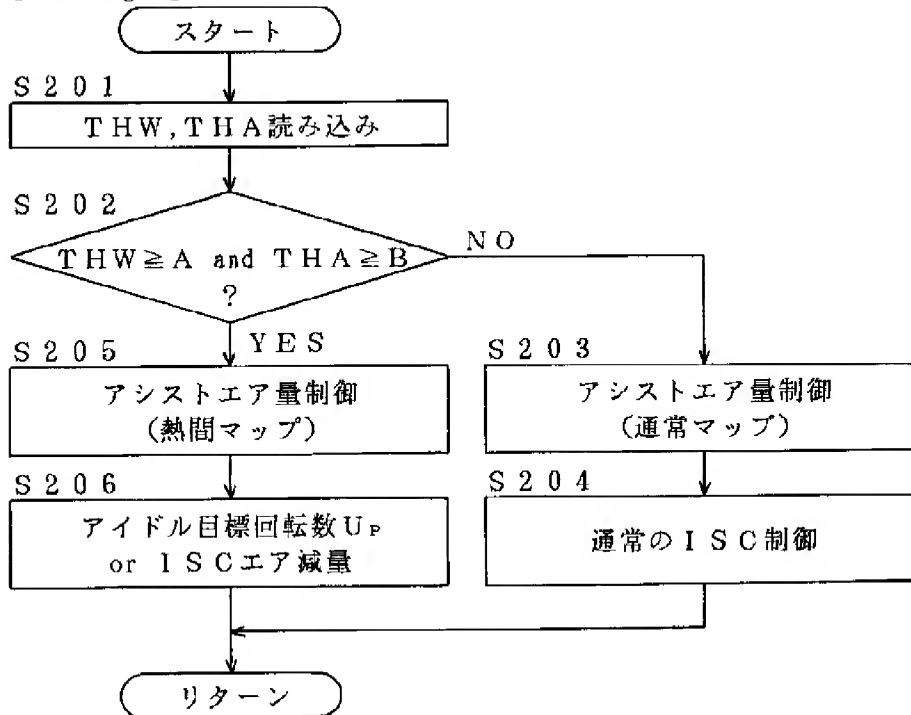 スタート
S201
THW,THA読み込み
S202
THW≧A and THA≧B
?
NO
YES
S205
アシストエア量制御
(熱間マップ)
S203
アシストエア量制御
(通常マップ)
S206
アイドル目標回転数UP
or ISCエア減量
S204
通常のISC制御
リターン